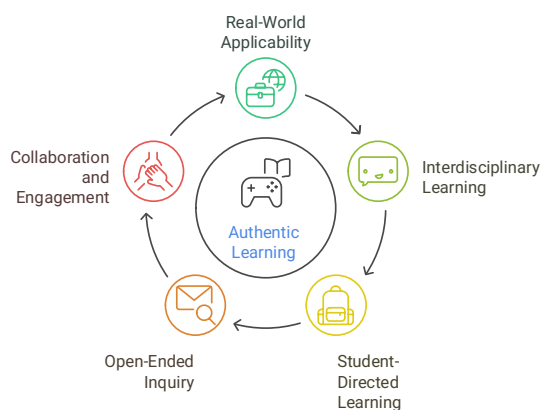 Real-World
Applicability
Collaboration
and
Engagement
Interdisciplinary
Learning
Authentic
Learning
Open-Ended
Inquiry
Student-
Directed
Learning